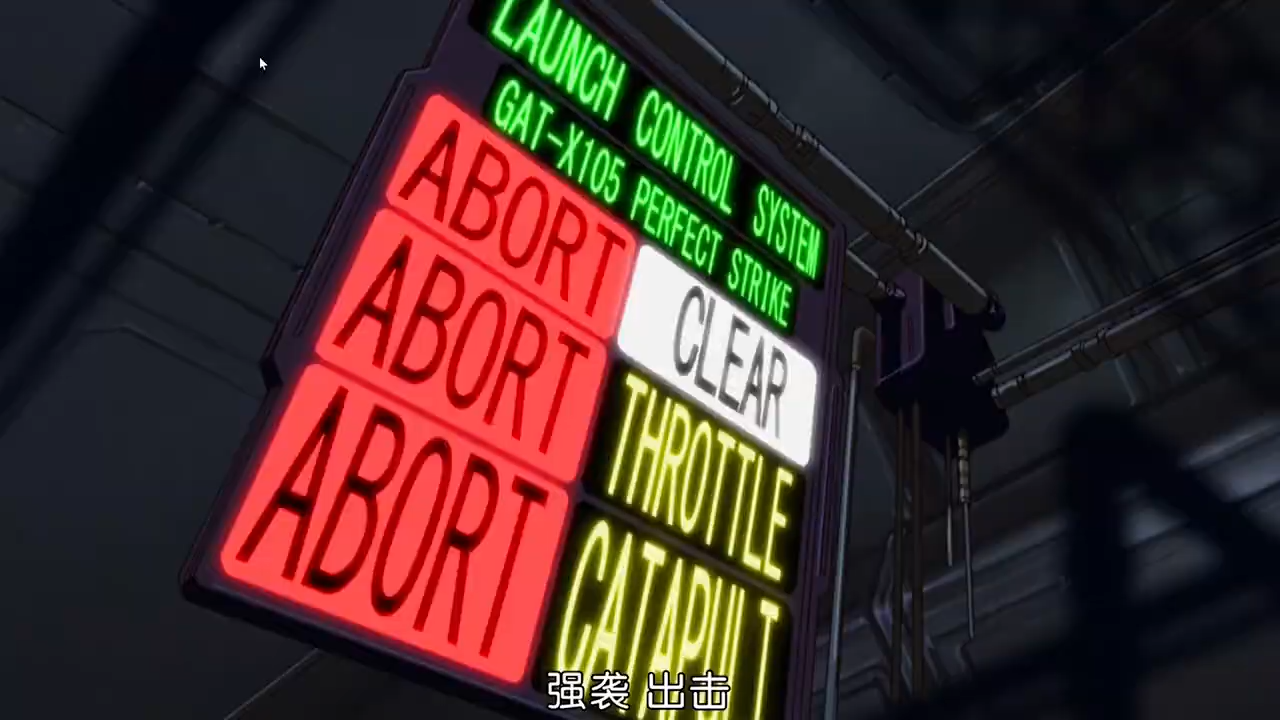 LAUNCH CONTROL SYSTEM
GAT-X105 PERFECT STRIKE
ABORT CLEAR
ABORT THROTTLE
ABORT CATAPULT
强袭 出击